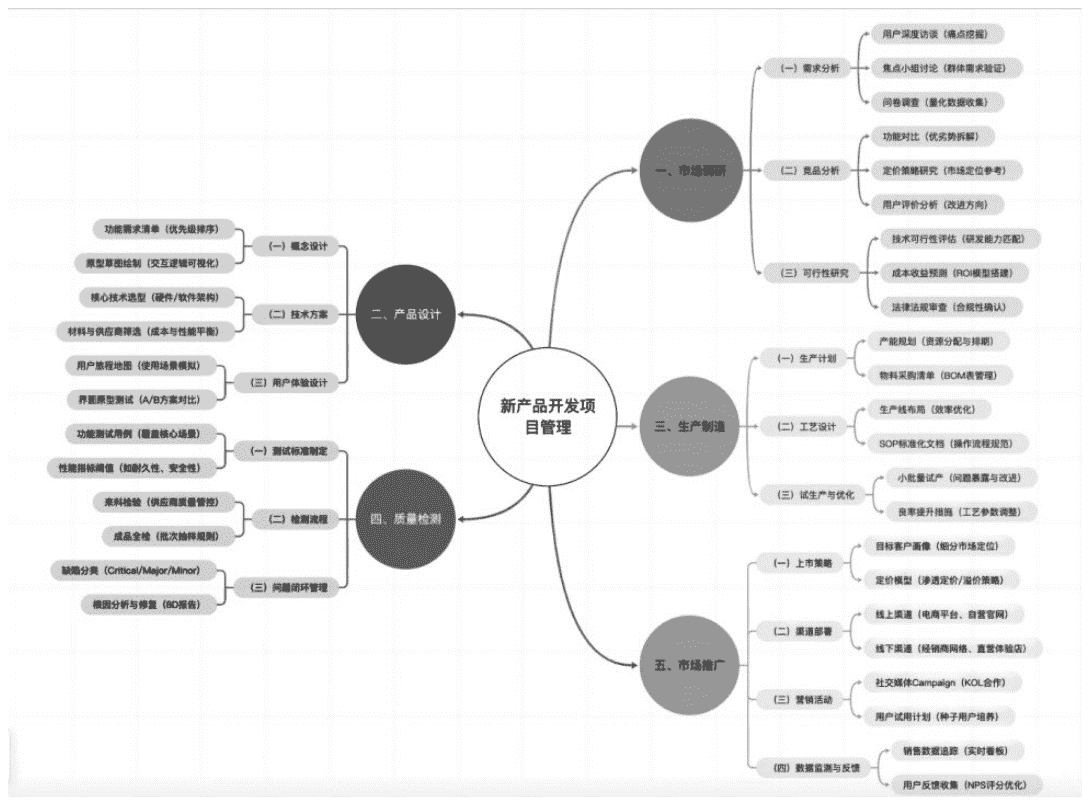 新产品开发项
目管理
一、市场调研
（一）需求分析
用户深度访谈（痛点挖掘）
焦点小组讨论（群体需求验证）
问卷调查（量化数据收集）
（二）竞品分析
功能对比（优劣势拆解）
定价策略研究（市场定位参考）
用户评价分析（改进方向）
（三）可行性研究
技术可行性评估（研发能力匹配）
成本收益预测（ROI模型搭建）
法律法规审查（合规性确认）
二、产品设计
（一）概念设计
功能需求清单（优先级排序）
原型草图绘制（交互逻辑可视化）
（二）技术方案
核心技术选型（硬件/软件架构）
材料与供应商筛选（成本与性能平衡）
（三）用户体验设计
用户旅程地图（使用场景模拟）
界面原型测试（A/B方案对比）
三、生产制造
（一）生产计划
产能规划（资源分配与排期）
物料采购清单（BOM表管理）
（二）工艺设计
生产线布局（效率优化）
SOP标准化文档（操作流程规范）
（三）试生产与优化
小批量试产（问题暴露与改进）
良率提升措施（工艺参数调整）
四、质量检测
（一）测试标准制定
功能测试用例（覆盖核心场景）
性能指标阈值（如耐久性、安全性）
（二）检测流程
来料检验（供应商质量管控）
成品全检（批次抽样规则）
（三）问题闭环管理
缺陷分类（Critical/Major/Minor）
根因分析与修复（8D报告）
五、市场推广
（一）上市策略
目标客户画像（细分市场定位）
定价模型（渗透定价/溢价策略）
（二）渠道部署
线上渠道（电商平台、自营官网）
线下渠道（经销商网络、直营体验店）
（三）营销活动
社交媒体Campaign（KOL合作）
用户试用计划（种子用户培养）
（四）数据监测与反馈
销售数据追踪（实时看板）
用户反馈收集（NPS评分优化）